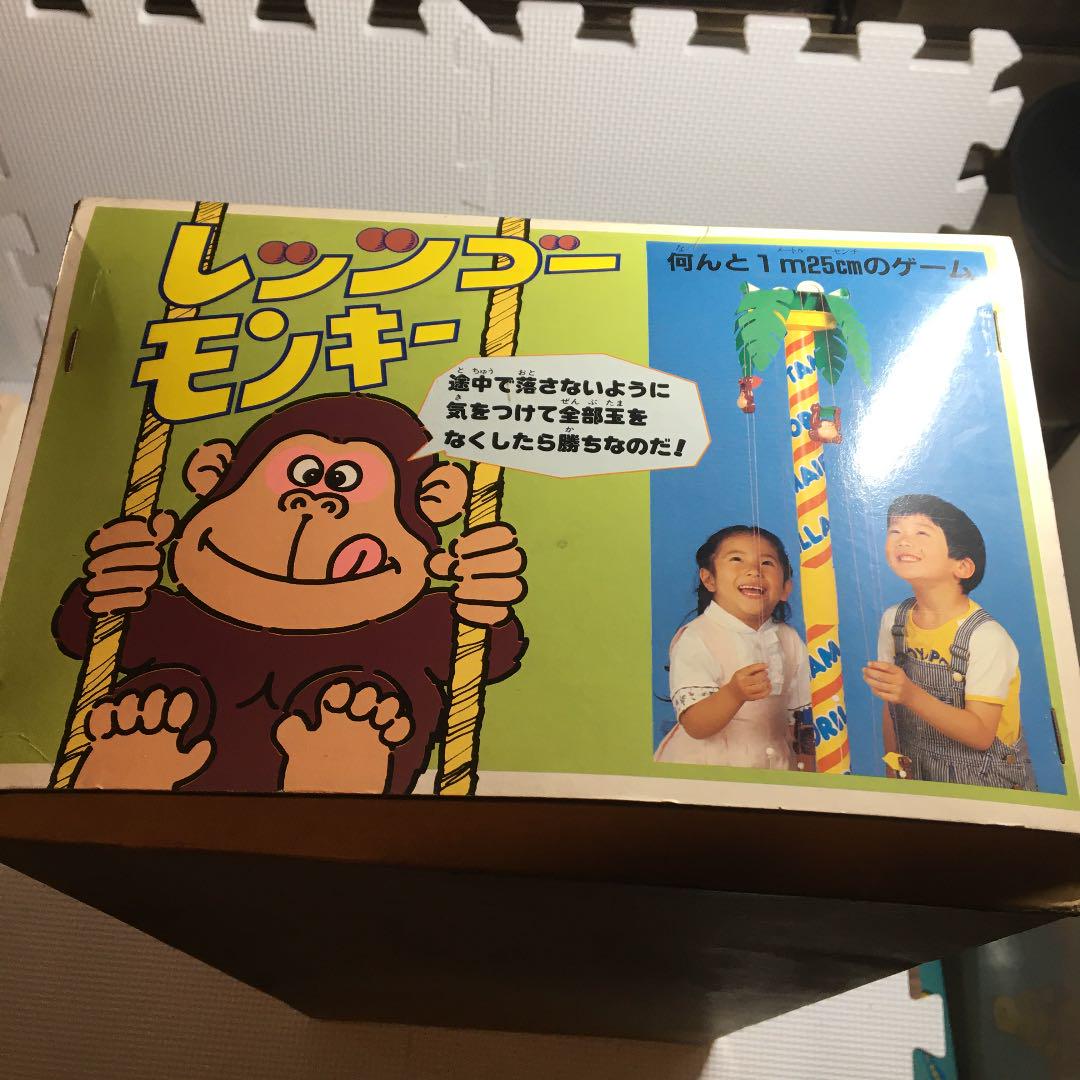 レッツゴー
モンキー
途中で落さないように
気をつけて全部玉を
なくしたら勝ちなのだ!
何んと1m25cmのゲーム